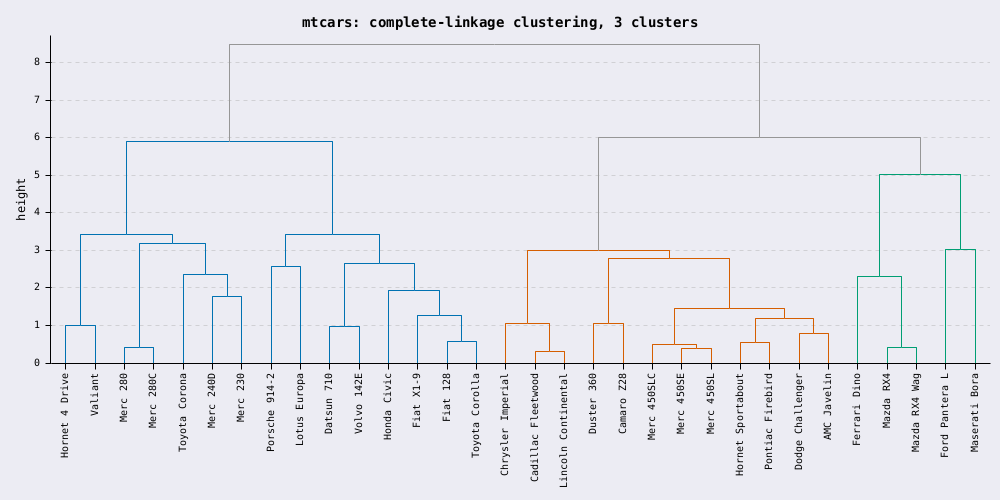 mtcars: complete-linkage clustering, 3 clusters
height
8
7
6
5
4
3
2
1
0
Hornet 4 Drive
Valiant
Merc 280
Merc 280C
Toyota Corona
Merc 240D
Merc 230
Porsche 914-2
Lotus Europa
Datsun 710
Volvo 142E
Honda Civic
Fiat X1-9
Fiat 128
Toyota Corolla
Chrysler Imperial
Cadillac Fleetwood
Lincoln Continental
Duster 360
Camaro Z28
Merc 450SLC
Merc 450SE
Merc 450SL
Hornet Sportabout
Pontiac Firebird
Dodge Challenger
AMC Javelin
Ferrari Dino
Mazda RX4
Mazda RX4 Wag
Ford Pantera L
Maserati Bora